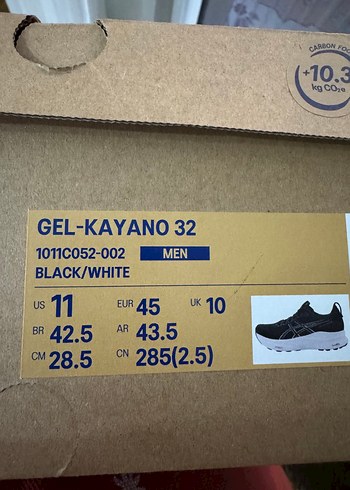 CARBON FOO
+10.3
kg CO₂e
GEL-KAYANO 32
1011C052-002 MEN
BLACK/WHITE
US 11 EUR 45 UK 10
BR 42.5 AR 43.5
CM 28.5 CN 285(2.5)